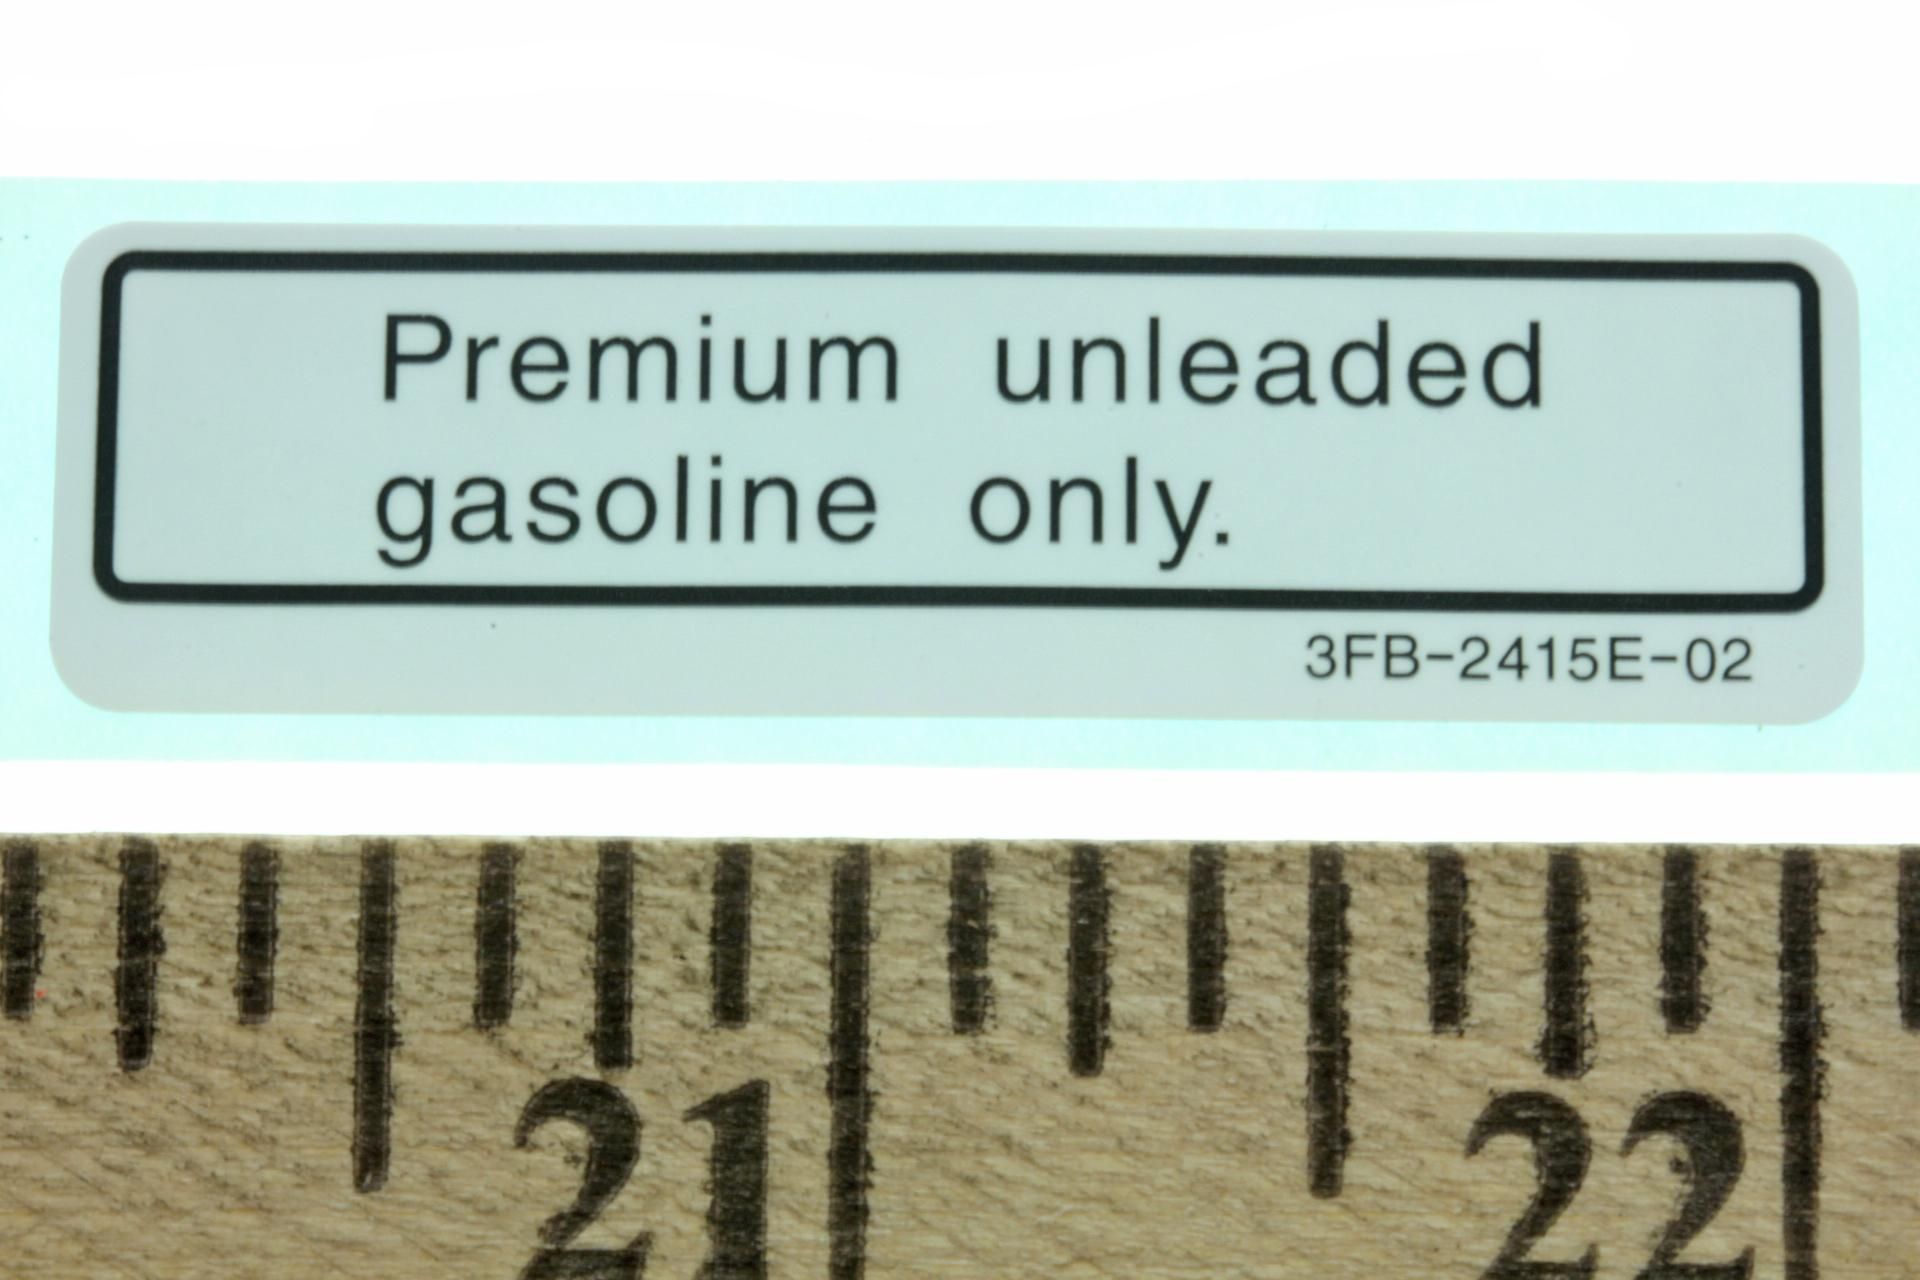 Premium unleaded
gasoline only.
3FB-2415E-02
21 22